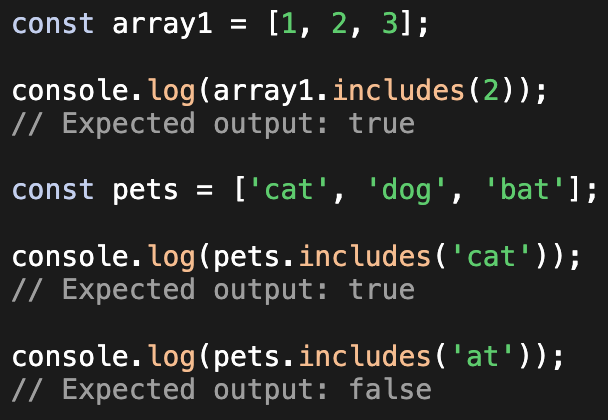 const array1 = [1, 2, 3];
console.log(array1.includes(2));
// Expected output: true
const pets = ['cat', 'dog', 'bat'];
console.log(pets.includes('cat'));
// Expected output: true
console.log(pets.includes('at'));
// Expected output: false